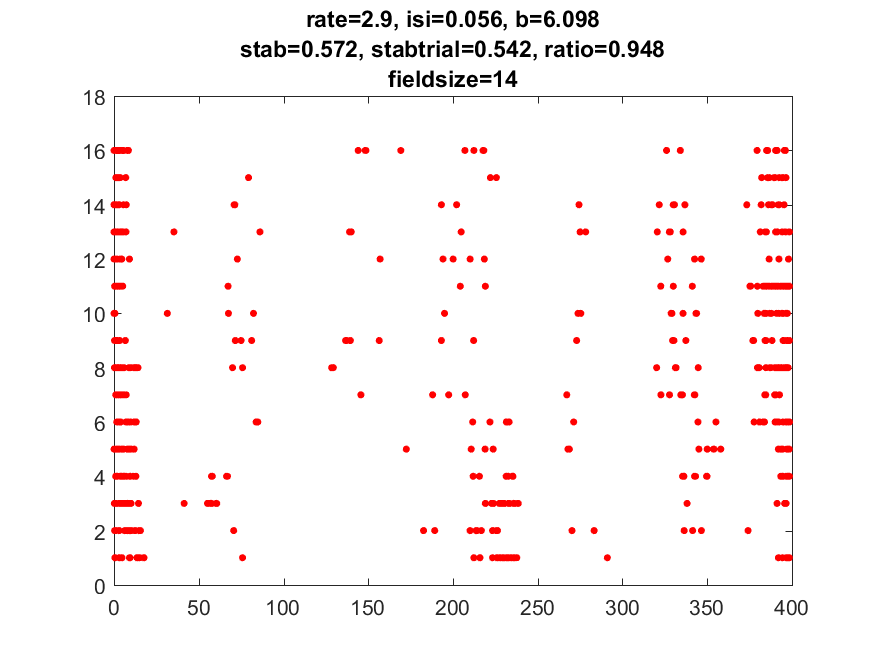 rate=2.9, isi=0.056, b=6.098
stab=0.572, stabtrial=0.542, ratio=0.948
fieldsize=14
18
16
14
12
10
8
6
4
2
0
0 50 100 150 200 250 300 350 400